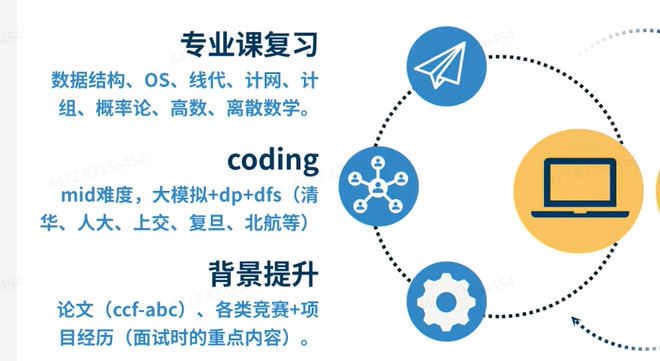 专业课复习
数据结构、OS、线代、计网、计
组、概率论、高数、离散数学。
coding
mid难度，大模拟+dp+dfs（清
华、人大、上交、复旦、北航等）
背景提升
论文（ccf-abc）、各类竞赛+项
目经历（面试时的重点内容）。